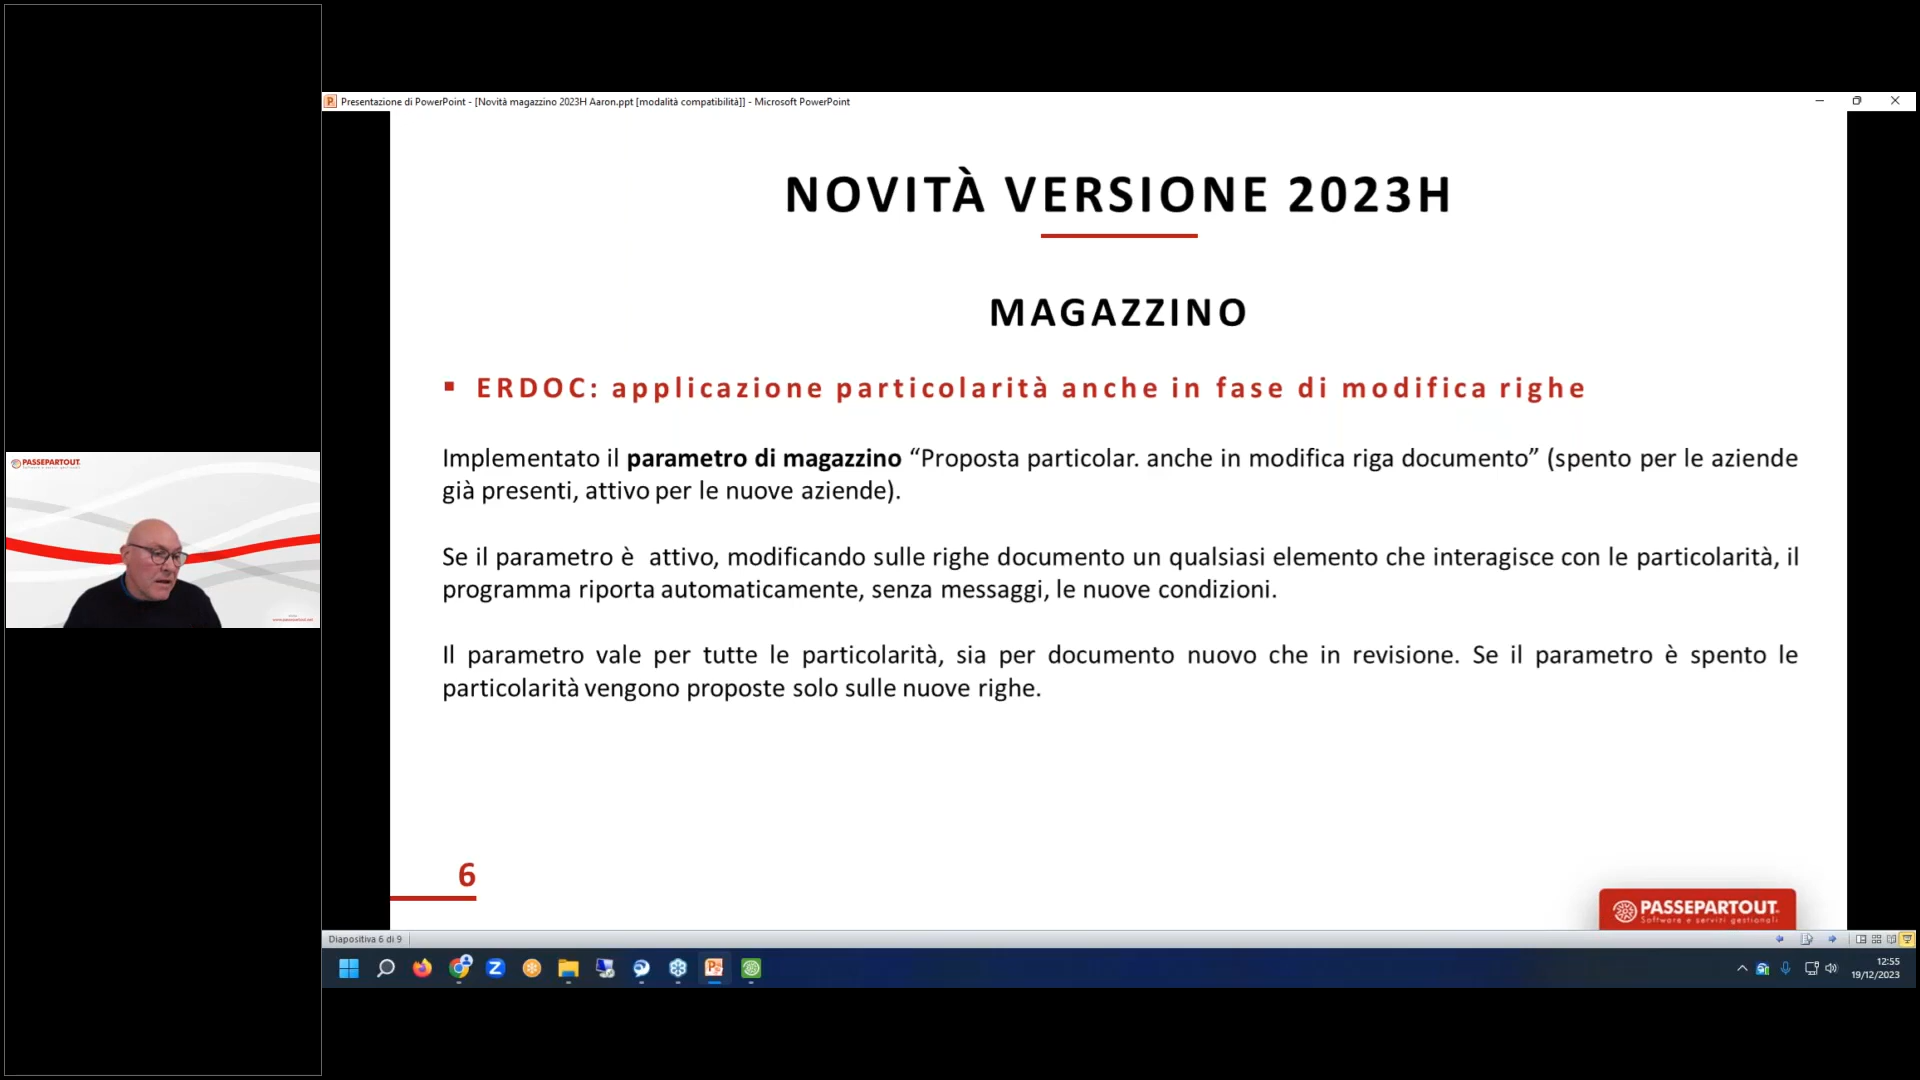 Presentazione di PowerPoint - [Novità magazzino 2023H Aaron.ppt [modalità compatibilità]] - Microsoft PowerPoint
NOVITÀ VERSIONE 2023H
MAGAZZINO
▪ ERDOC: applicazione particolarità anche in fase di modifica righe
Implementato il parametro di magazzino “Proposta particolar. anche in modifica riga documento” (spento per le aziende
già presenti, attivo per le nuove aziende).
Se il parametro è attivo, modificando sulle righe documento un qualsiasi elemento che interagisce con le particolarità, il
programma riporta automaticamente, senza messaggi, le nuove condizioni.
Il parametro vale per tutte le particolarità, sia per documento nuovo che in revisione. Se il parametro è spento le
particolarità vengono proposte solo sulle nuove righe.
6
PASSEPARTOUT
Software e servizi gestionali
PASSEPARTOUT
Diapositiva 6 di 9
12:55
19/12/2023